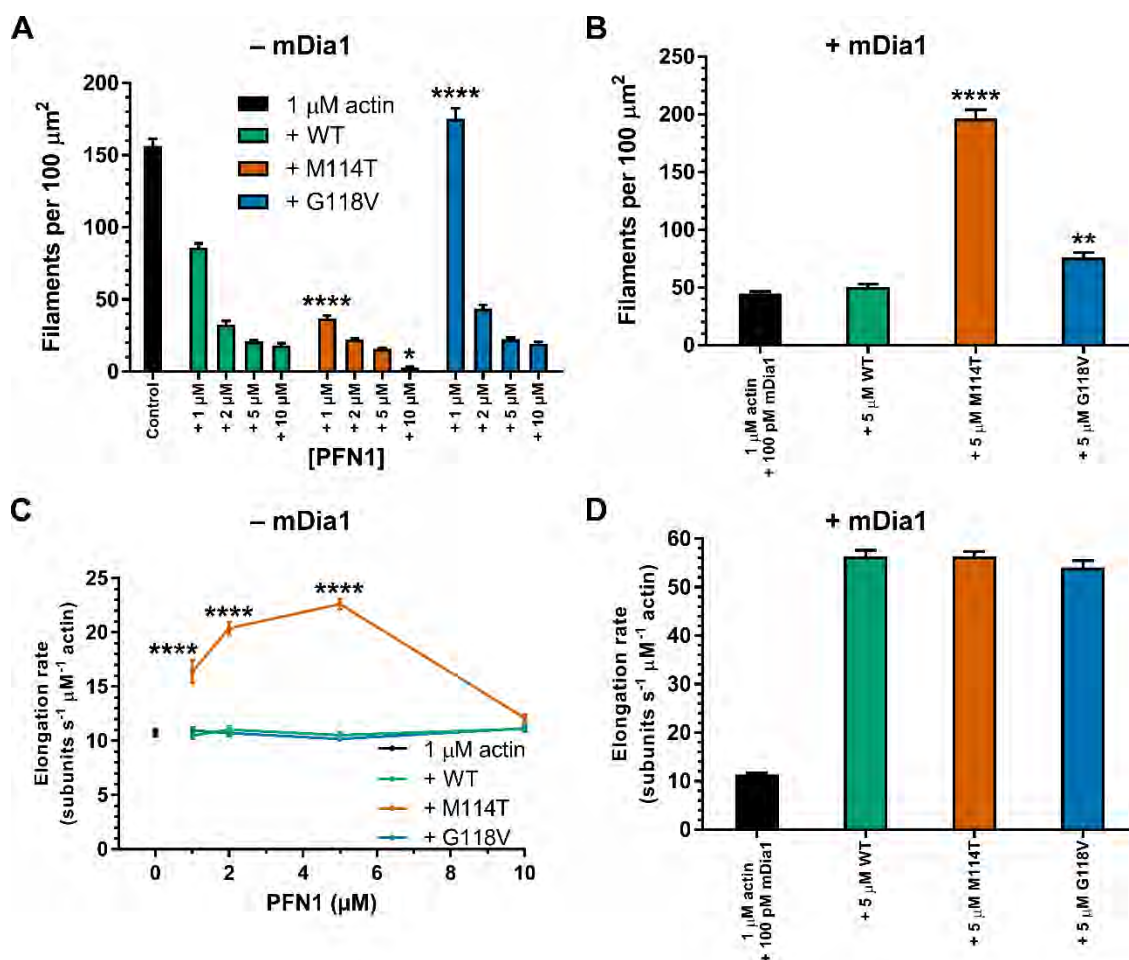 A
– mDia1
Filaments per 100 µm²
200
150
100
50
0
1 µM actin
+ WT
+ M114T
+ G118V
****
*
****
Control
+ 1 µM
+ 2 µM
+ 5 µM
+ 10 µM
+ 1 µM
+ 2 µM
+ 5 µM
+ 10 µM
+ 1 µM
+ 2 µM
+ 5 µM
+ 10 µM
[PFN1]
B
+ mDia1
Filaments per 100 µm²
250
200
150
100
50
0
****
**
1 µM actin
+ 100 pM mDia1
+ 5 µM WT
+ 5 µM M114T
+ 5 µM G118V
C
– mDia1
Elongation rate
(subunits s⁻¹ µM⁻¹ actin)
25
20
15
10
5
0
****
****
****
1 µM actin
+ WT
+ M114T
+ G118V
0
2
4
6
8
10
PFN1 (µM)
D
+ mDia1
Elongation rate
(subunits s⁻¹ µM⁻¹ actin)
60
50
40
30
20
10
0
1 µM actin
+ 100 pM mDia1
+ 5 µM WT
+ 5 µM M114T
+ 5 µM G118V